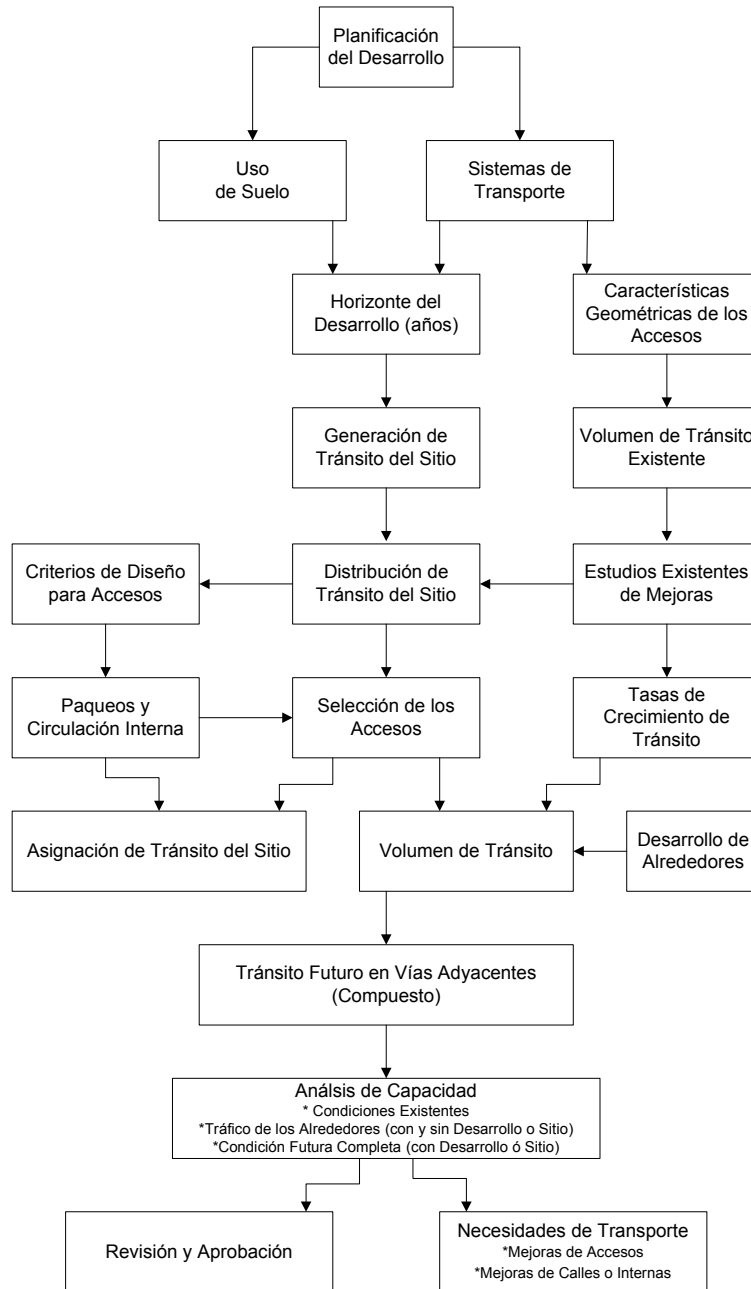 Planificación
del Desarrollo
Uso
de Suelo
Sistemas de
Transporte
Horizonte del
Desarrollo (años)
Características
Geométricas de los
Accesos
Generación de
Tránsito del Sitio
Volumen de Tránsito
Existente
Criterios de Diseño
para Accesos
Distribución de
Tránsito del Sitio
Estudios Existentes
de Mejoras
Paqueos y
Circulación Interna
Selección de los
Accesos
Tasas de
Crecimiento de
Tránsito
Asignación de Tránsito del Sitio
Volumen de Tránsito
Desarrollo de
Alrededores
Tránsito Futuro en Vías Adyacentes
(Compuesto)
Análsis de Capacidad
* Condiciones Existentes
*Tráfico de los Alrededores (con y sin Desarrollo o Sitio)
*Condición Futura Completa (con Desarrollo ó Sitio)
Revisión y Aprobación
Necesidades de Transporte
*Mejoras de Accesos
*Mejoras de Calles o Internas